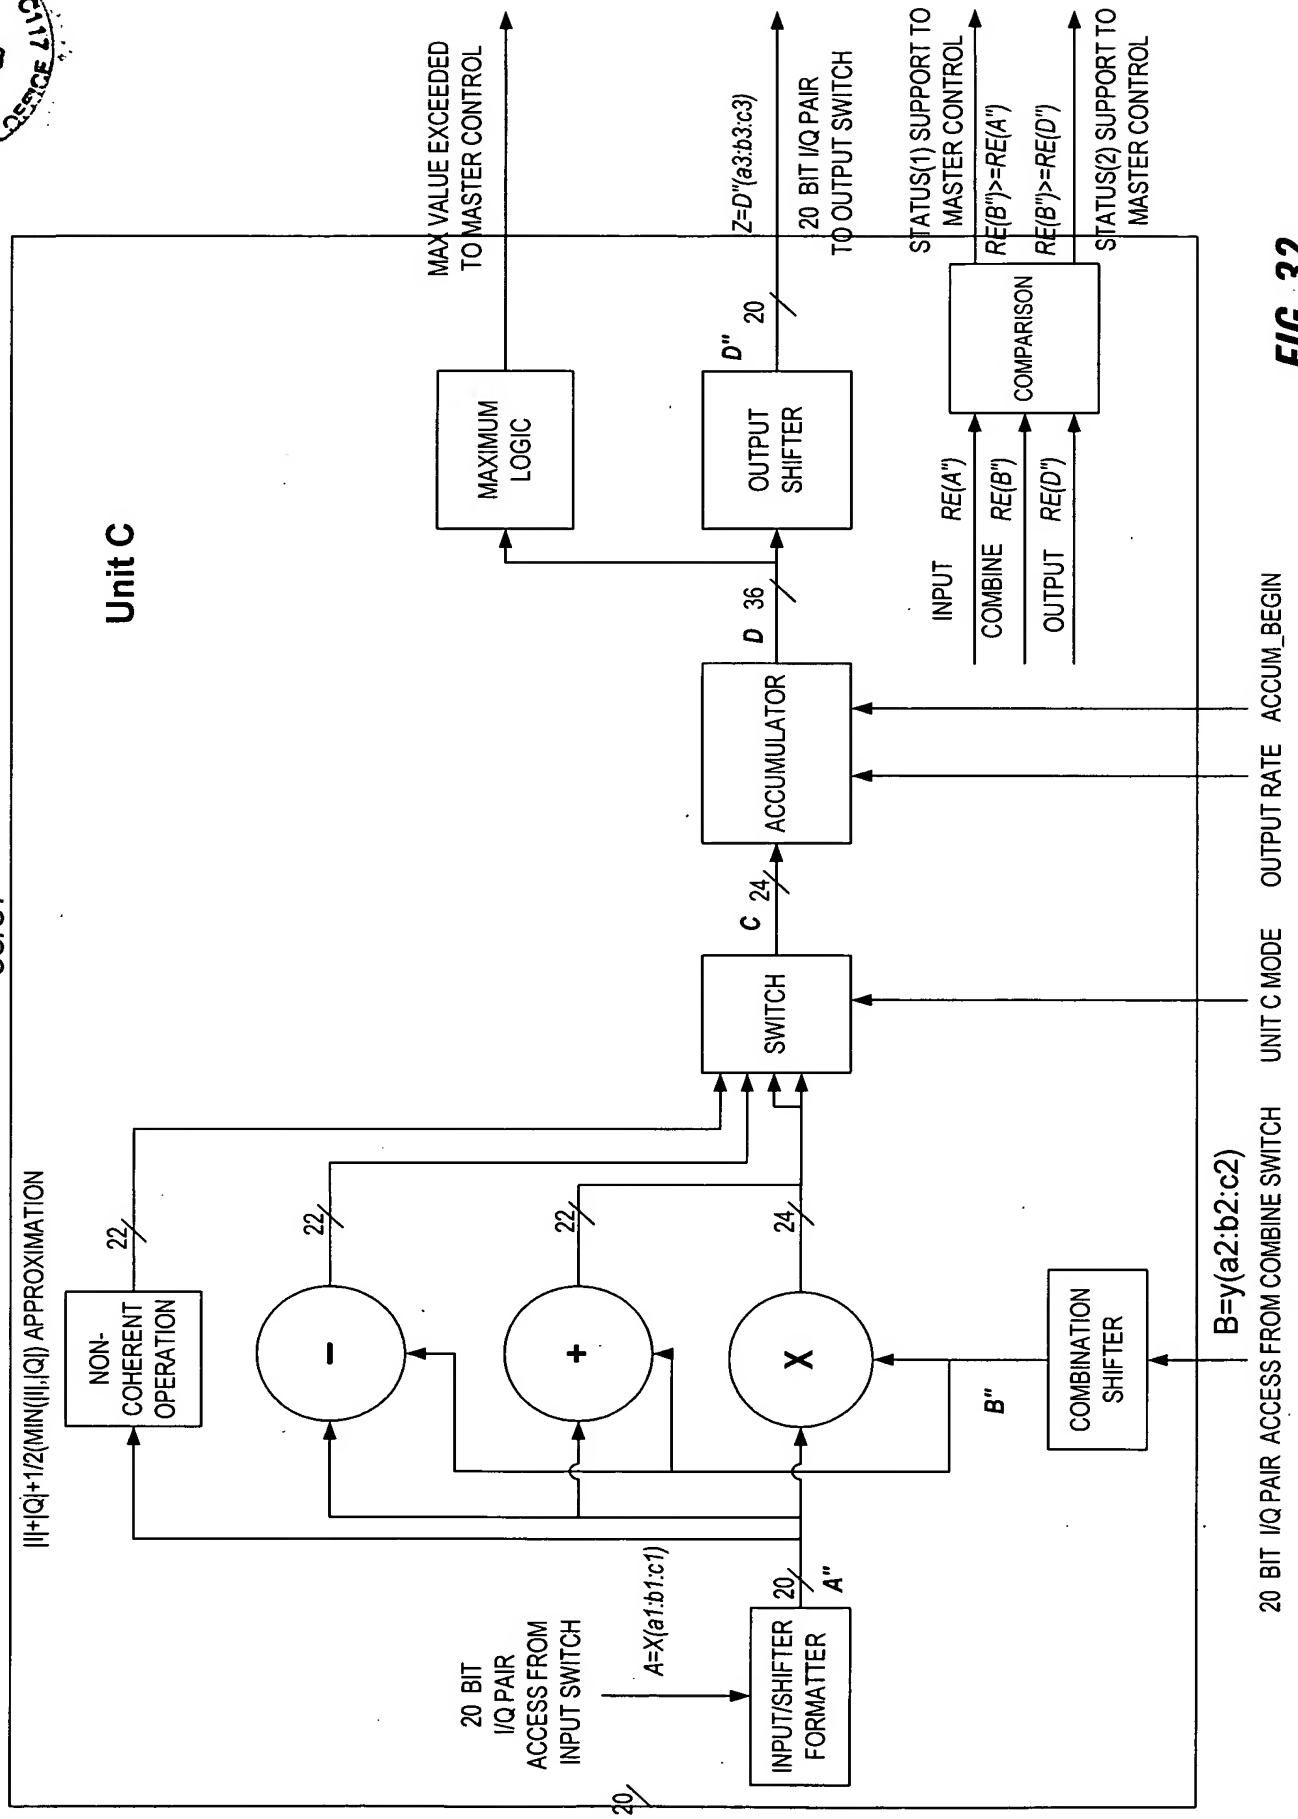 C117
OFFICE
Unit C
|I|+|Q|+1/2(MIN(|I|,|Q|) APPROXIMATION
NON-
COHERENT
OPERATION
22
−
22
+
22
X
24
20 BIT
I/Q PAIR
ACCESS FROM
INPUT SWITCH
A=X(a1:b1:c1)
INPUT/SHIFTER
FORMATTER
20
A"
20
COMBINATION
SHIFTER
B"
B=y(a2:b2:c2)
20 BIT I/Q PAIR ACCESS FROM COMBINE SWITCH
SWITCH
UNIT C MODE
C
24
ACCUMULATOR
OUTPUT RATE
ACCUM_BEGIN
D
36
MAXIMUM
LOGIC
MAX VALUE EXCEEDED
TO MASTER CONTROL
OUTPUT
SHIFTER
D"
20
Z=D"(a3:b3:c3)
20 BIT I/Q PAIR
TO OUTPUT SWITCH
INPUT RE(A")
COMBINE RE(B")
OUTPUT RE(D")
COMPARISON
STATUS(1) SUPPORT TO
MASTER CONTROL
RE(B")>=RE(A")
RE(B")>=RE(D")
STATUS(2) SUPPORT TO
MASTER CONTROL
FIG. 32